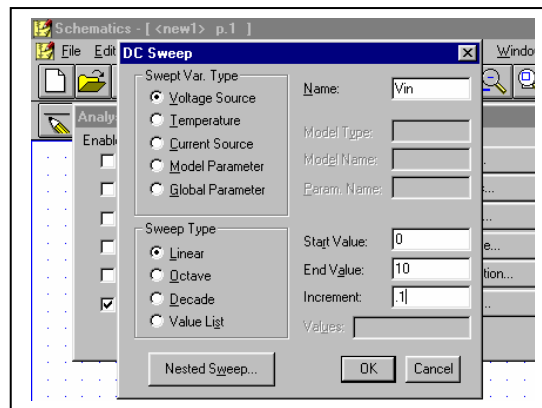 Schematics - [ <new1> p.1 ]
File Edit Windo
DC Sweep
Analy
Enabl
Swept Var. Type
Voltage Source
Temperature
Current Source
Model Parameter
Global Parameter
Name: Vin
Model Type:
Model Name:
Param. Name:
Sweep Type
Linear
Octave
Decade
Value List
Start Value: 0
End Value: 10
Increment: .1
Values:
Nested Sweep...
OK
Cancel
...
s...
...
e...
tion...
...